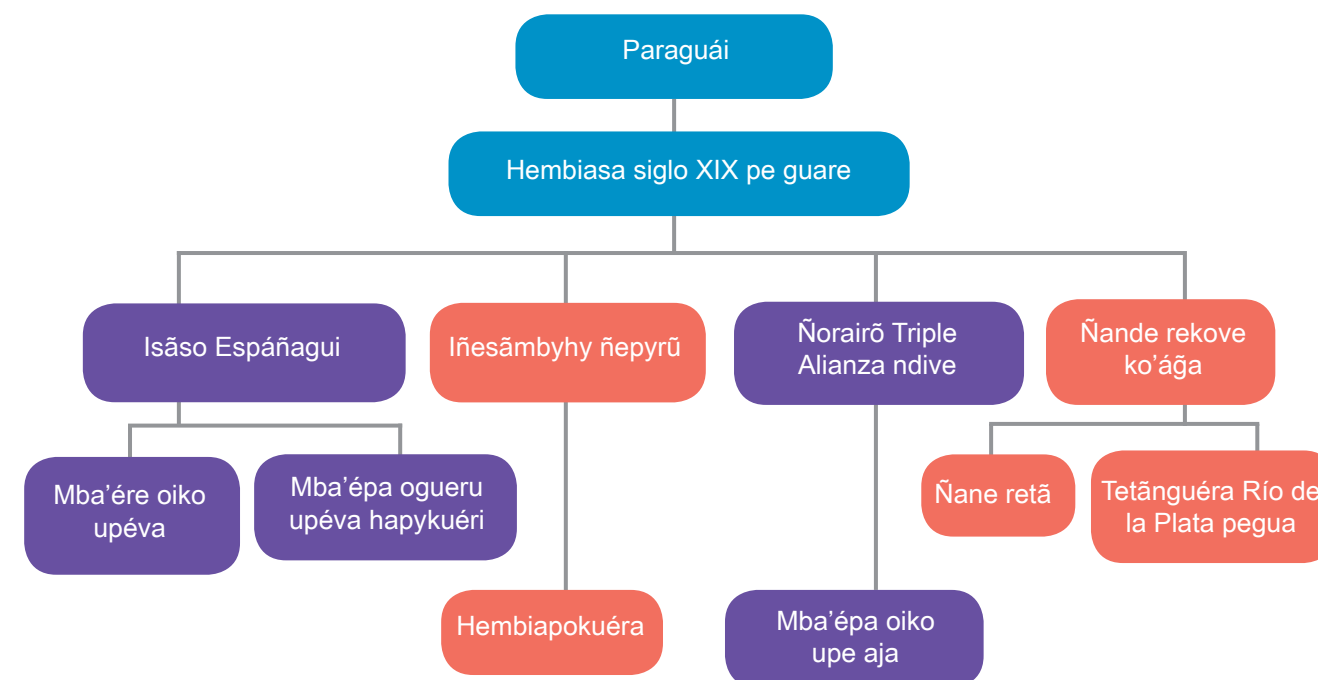 Paraguái
Hembiasa siglo XIX pe guare
Isãso Espáñagui
Iñesãmbyhy ñepyrũ
Ñorairõ Triple
Alianza ndive
Ñande rekove
ko’ág̃a
Mba’ére oiko
upéva
Mba’épa ogueru
upéva hapykuéri
Ñane retã
Tetãnguéra Río de
la Plata pegua
Hembiapokuéra
Mba’épa oiko
upe aja